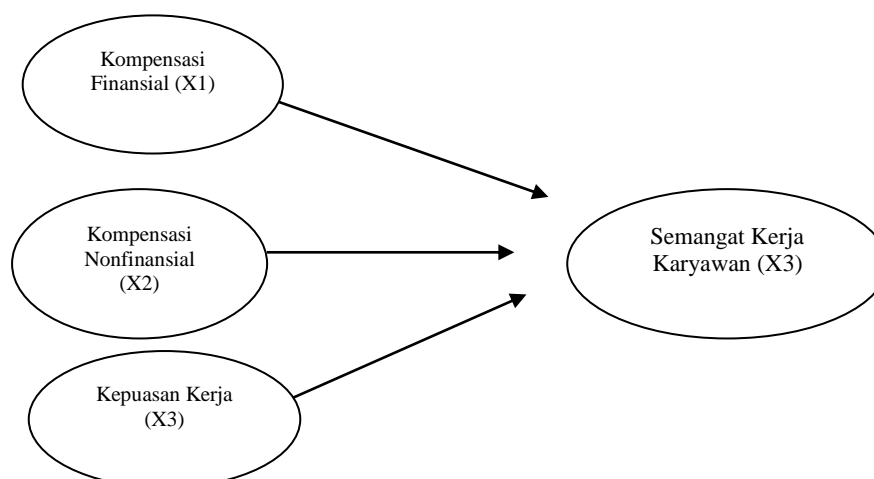 Kompensasi
Finansial (X1)
Kompensasi
Nonfinansial
(X2)
Semangat Kerja
Karyawan (X3)
Kepuasan Kerja
(X3)